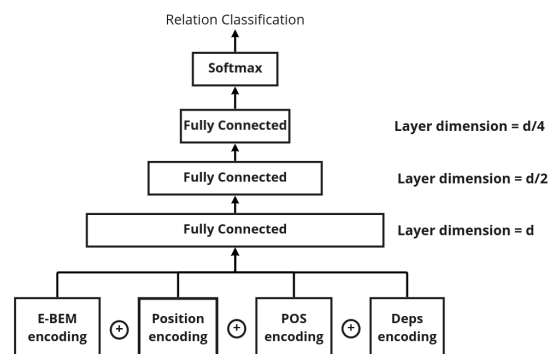 Relation Classification
Softmax
Fully Connected
Layer dimension = d/4
Fully Connected
Layer dimension = d/2
Fully Connected
Layer dimension = d
E-BEM
encoding
+
Position
encoding
+
POS
encoding
+
Deps
encoding